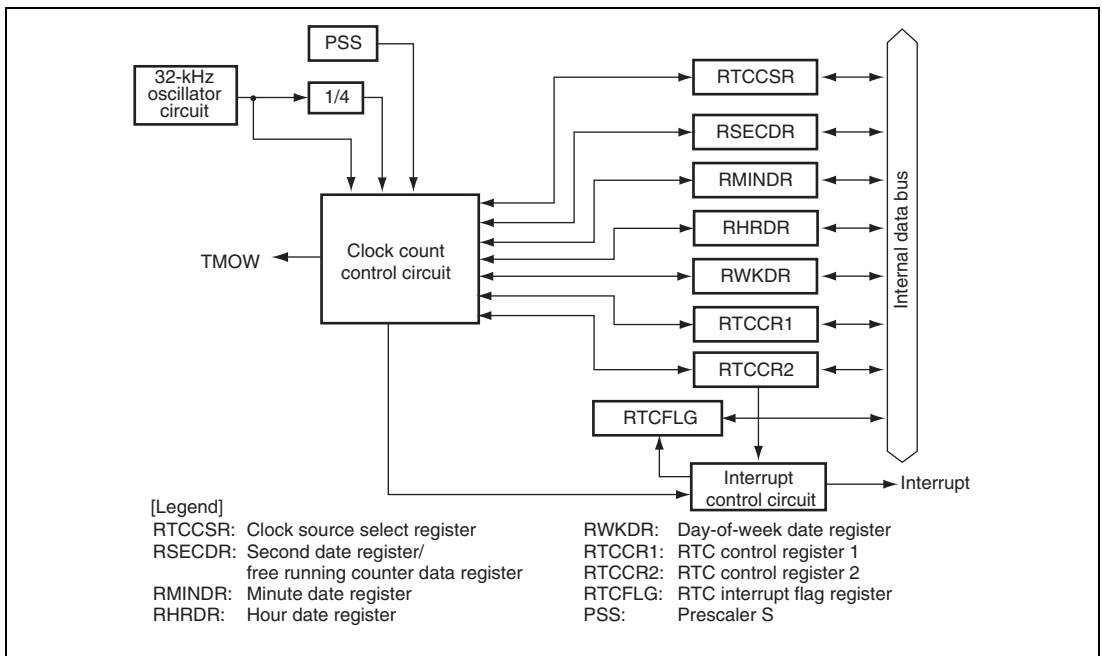 PSS
32-kHz
oscillator
circuit
1/4
RTCCSR
RSECDR
RMINDR
RHRDR
RWKDR
RTCCR1
RTCCR2
RTCFLG
Clock count
control circuit
TMOW
Internal data bus
Interrupt
control circuit
Interrupt
[Legend]
RTCCSR: Clock source select register
RSECDR: Second date register/
free running counter data register
RMINDR: Minute date register
RHRDR: Hour date register
RWKDR: Day-of-week date register
RTCCR1: RTC control register 1
RTCCR2: RTC control register 2
RTCFLG: RTC interrupt flag register
PSS: Prescaler S